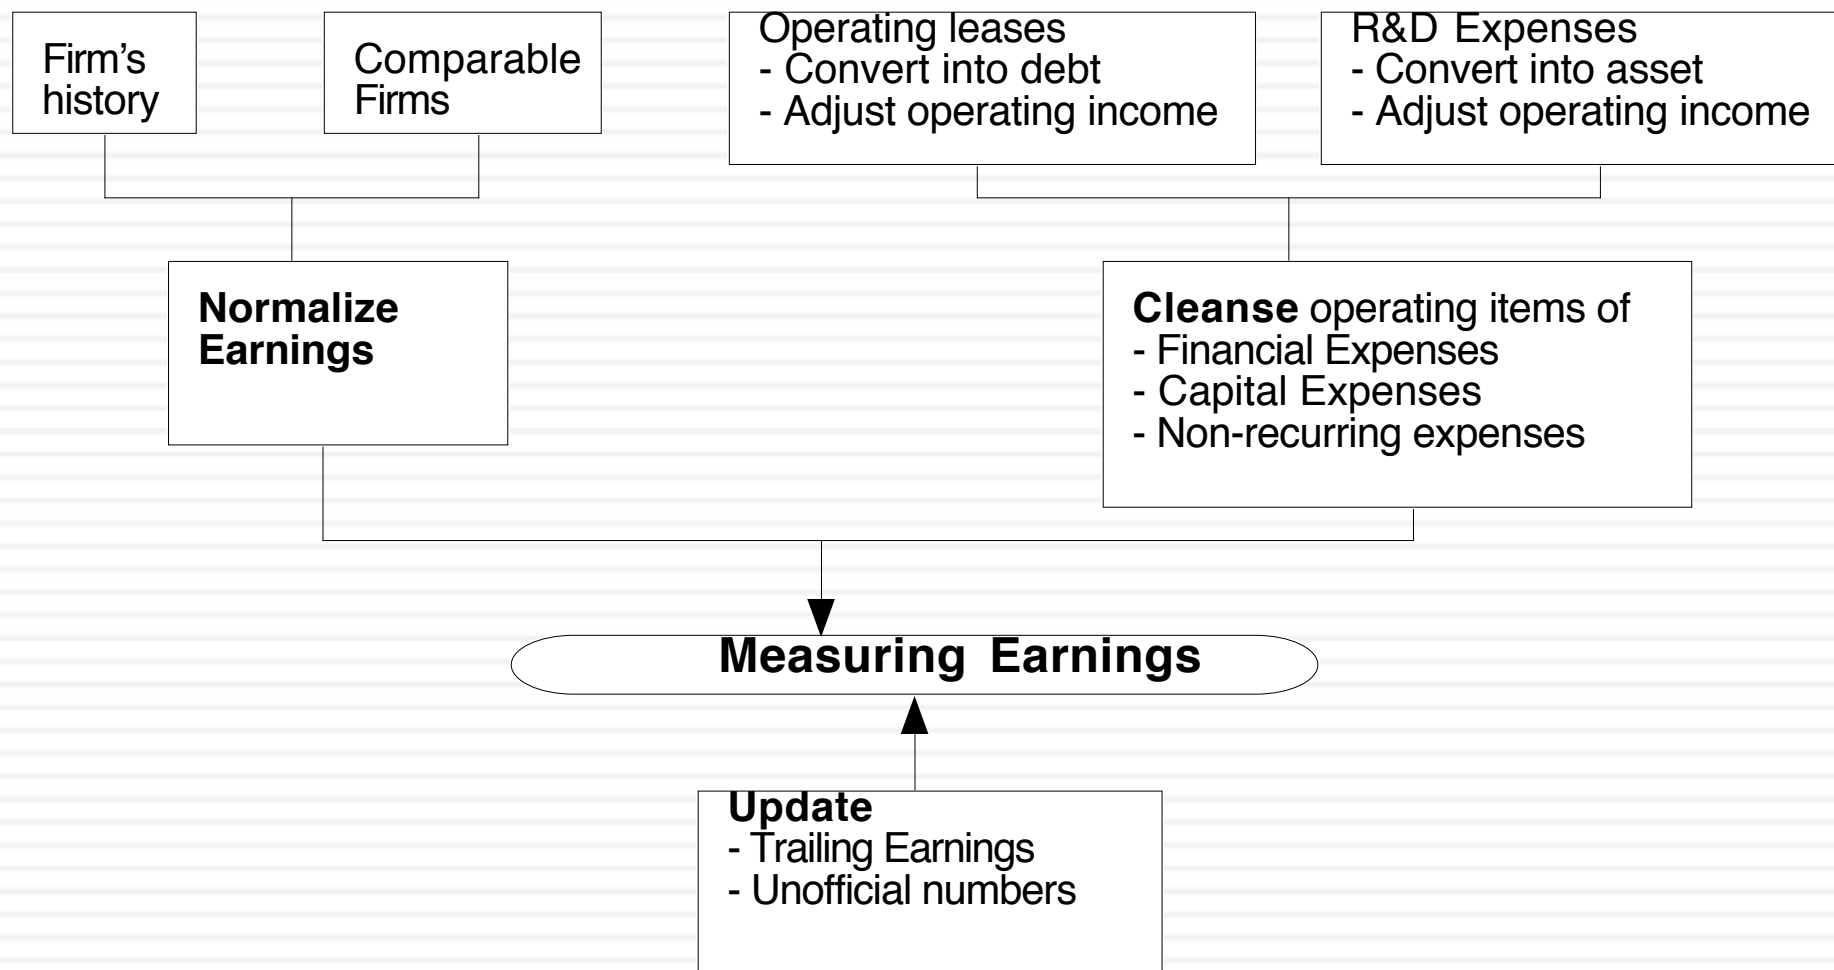 Firm's
history
Comparable
Firms
Operating leases
- Convert into debt
- Adjust operating income
R&D Expenses
- Convert into asset
- Adjust operating income
Normalize
Earnings
Cleanse operating items of
- Financial Expenses
- Capital Expenses
- Non-recurring expenses
Measuring Earnings
Update
- Trailing Earnings
- Unofficial numbers